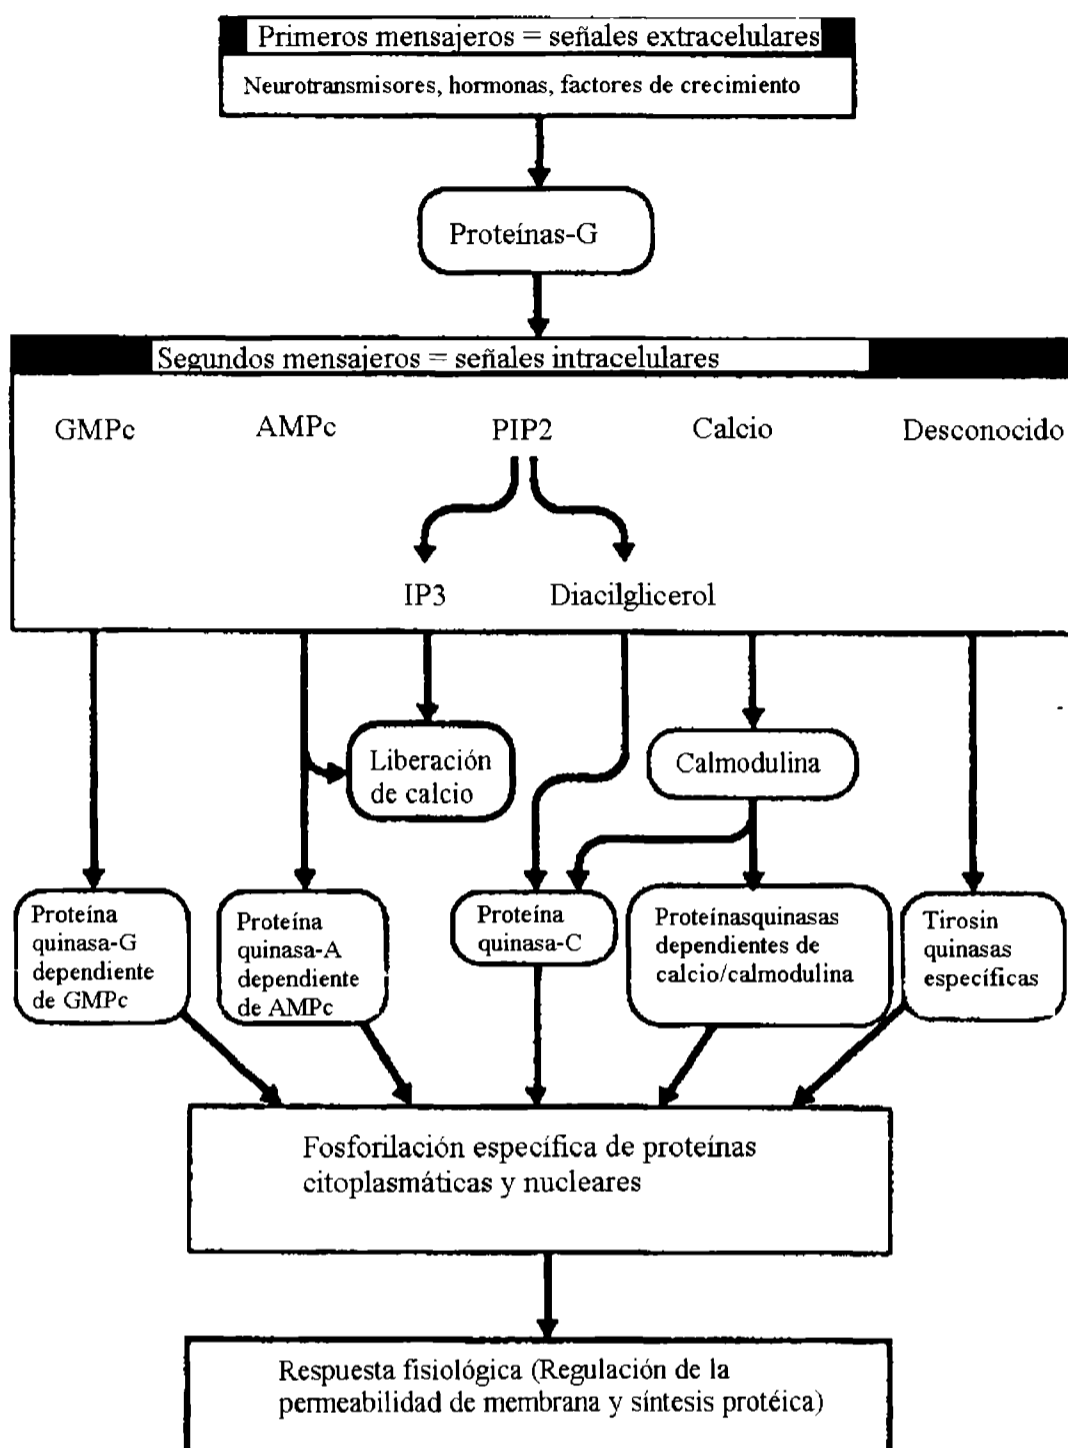 Primeros mensajeros = señales extracelulares
Neurotransmisores, hormonas, factores de crecimiento
Proteínas-G
Segundos mensajeros = señales intracelulares
GMPc
AMPc
PIP2
Calcio
Desconocido
IP3
Diacilglicerol
Liberación
de calcio
Calmodulina
Proteína
quinasa-G
dependiente
de GMPc
Proteína
quinasa-A
dependiente
de AMPc
Proteína
quinasa-C
Proteínasquinasas
dependientes de
calcio/calmodulina
Tirosin
quinasas
específicas
Fosforilación específica de proteínas
citoplasmáticas y nucleares
Respuesta fisiológica (Regulación de la
permeabilidad de membrana y síntesis protéica)